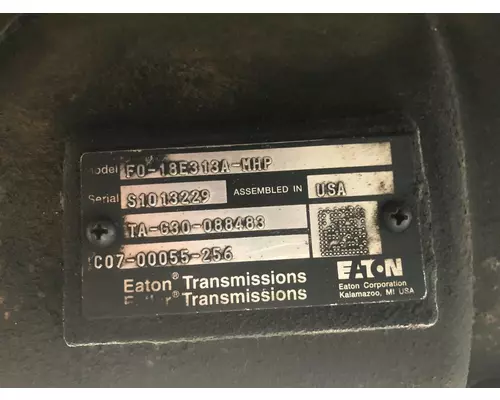 Model FO-18E313A-MHP
Serial S1013229 ASSEMBLED IN USA
TA-G30-088483
C07-00055-256
Eaton® Transmissions
Fuller® Transmissions
EATON
Eaton Corporation
Kalamazoo, MI USA